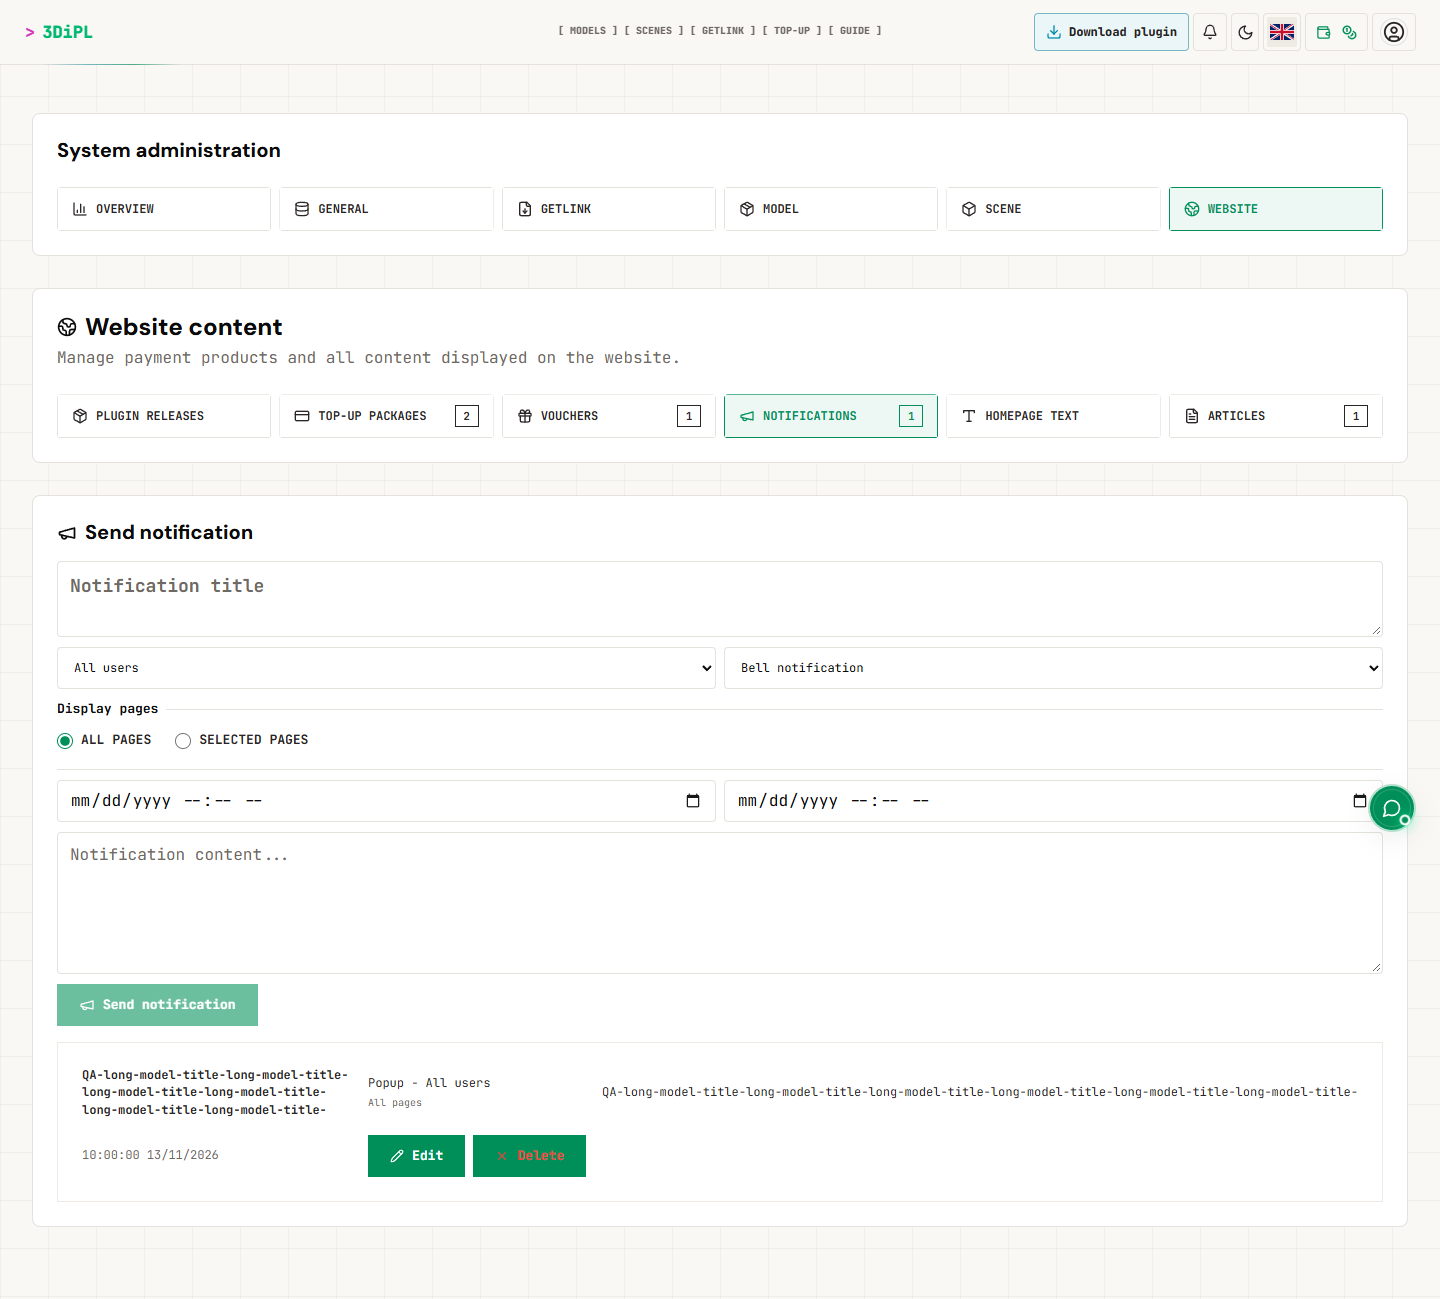 > 3DiPL
[ MODELS ] [ SCENES ] [ GETLINK ] [ TOP-UP ] [ GUIDE ]
Download plugin
System administration
OVERVIEW
GENERAL
GETLINK
MODEL
SCENE
WEBSITE
Website content
Manage payment products and all content displayed on the website.
PLUGIN RELEASES
TOP-UP PACKAGES 2
VOUCHERS 1
NOTIFICATIONS 1
HOMEPAGE TEXT
ARTICLES 1
Send notification
Notification title
All users
Bell notification
Display pages
ALL PAGES
SELECTED PAGES
mm/dd/yyyy --:-- --
mm/dd/yyyy --:-- --
Notification content...
Send notification
QA-long-model-title-long-model-title-
long-model-title-long-model-title-
long-model-title-long-model-title-
Popup - All users
All pages
QA-long-model-title-long-model-title-long-model-title-long-model-title-long-model-title-long-model-title-
10:00:00 13/11/2026
Edit
Delete